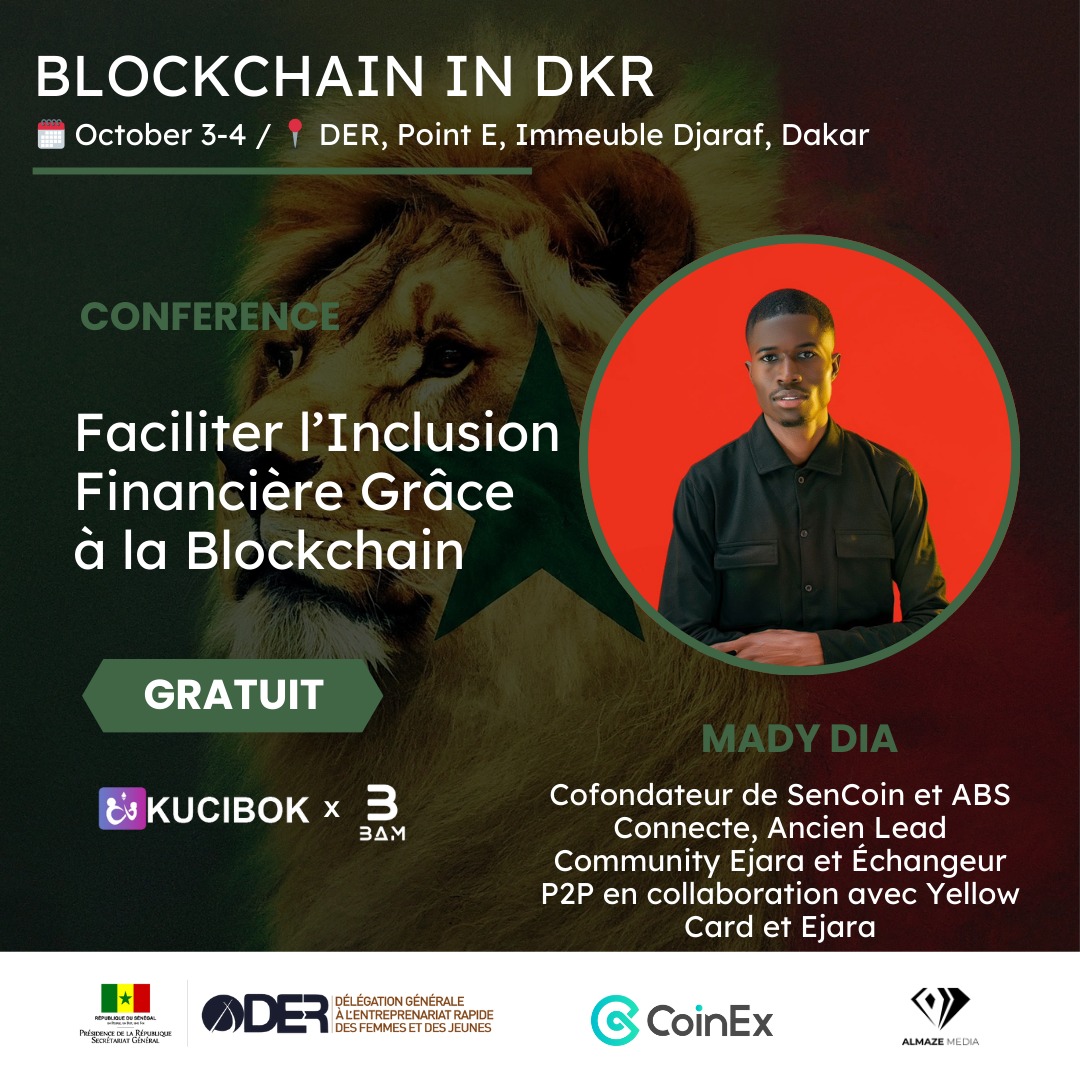 BLOCKCHAIN IN DKR
October 3-4 / DER, Point E, Immeuble Djaraf, Dakar
CONFERENCE
Faciliter l’Inclusion
Financière Grâce
à la Blockchain
GRATUIT
KUCIBOK x BAM
MADY DIA
Cofondateur de SenCoin et ABS
Connecte, Ancien Lead
Community Ejara et Échangeur
P2P en collaboration avec Yellow
Card et Ejara
RÉPUBLIQUE DU SÉNÉGAL
PRÉSIDENCE DE LA RÉPUBLIQUE
SECRÉTARIAT GÉNÉRAL
DER
DÉLÉGATION GÉNÉRALE
À L'ENTREPRENARIAT RAPIDE
DES FEMMES ET DES JEUNES
CoinEx
ALMAZE MEDIA